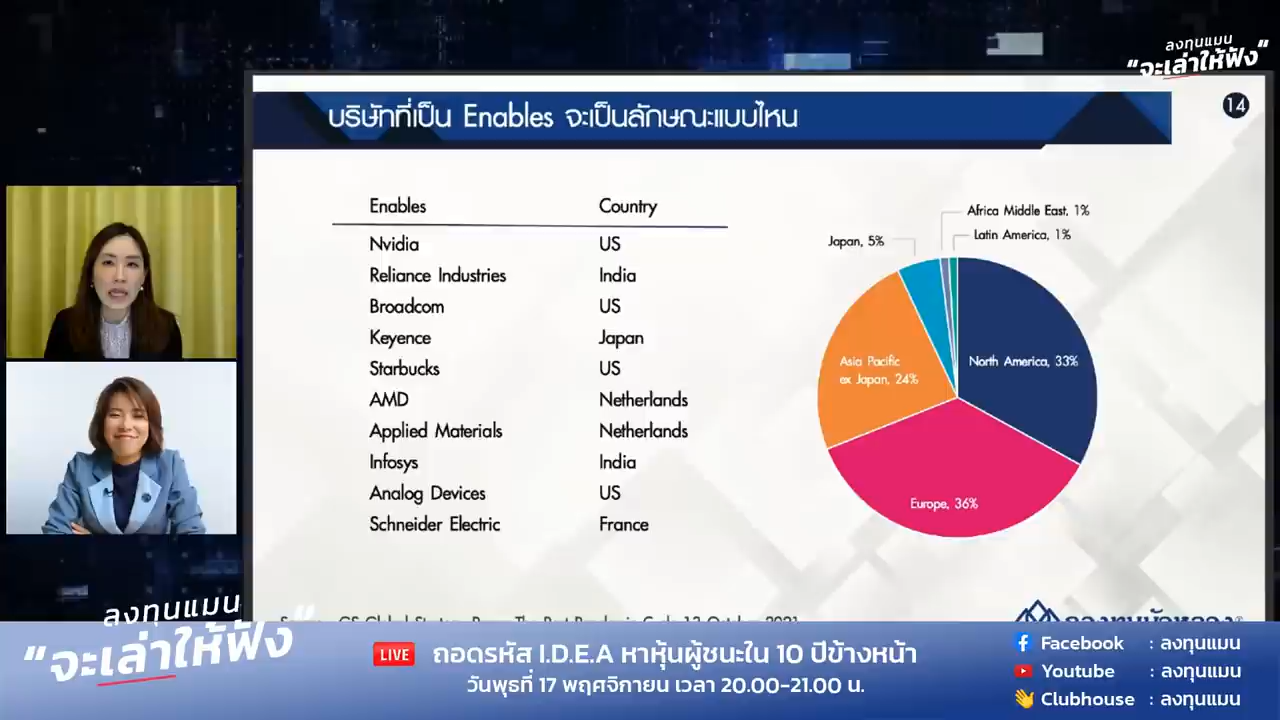 ลงทุนแมน
“จะเล่าให้ฟัง“
บริษัทที่เป็น Enables จะเป็นลักษณะแบบไหน
14
Enables Country
Nvidia US
Reliance Industries India
Broadcom US
Keyence Japan
Starbucks US
AMD Netherlands
Applied Materials Netherlands
Infosys India
Analog Devices US
Schneider Electric France
Africa Middle East, 1%
Latin America, 1%
Japan, 5%
Asia Pacific
ex Japan, 24%
North America, 33%
Europe, 36%
ลงทุนแมน
“จะเล่าให้ฟัง“
LIVE ถอดรหัส I.D.E.A หาหุ้นผู้ชนะใน 10 ปีข้างหน้า
วันพุธที่ 17 พฤศจิกายน เวลา 20.00-21.00 น.
Facebook : ลงทุนแมน
Youtube : ลงทุนแมน
Clubhouse : ลงทุนแมน